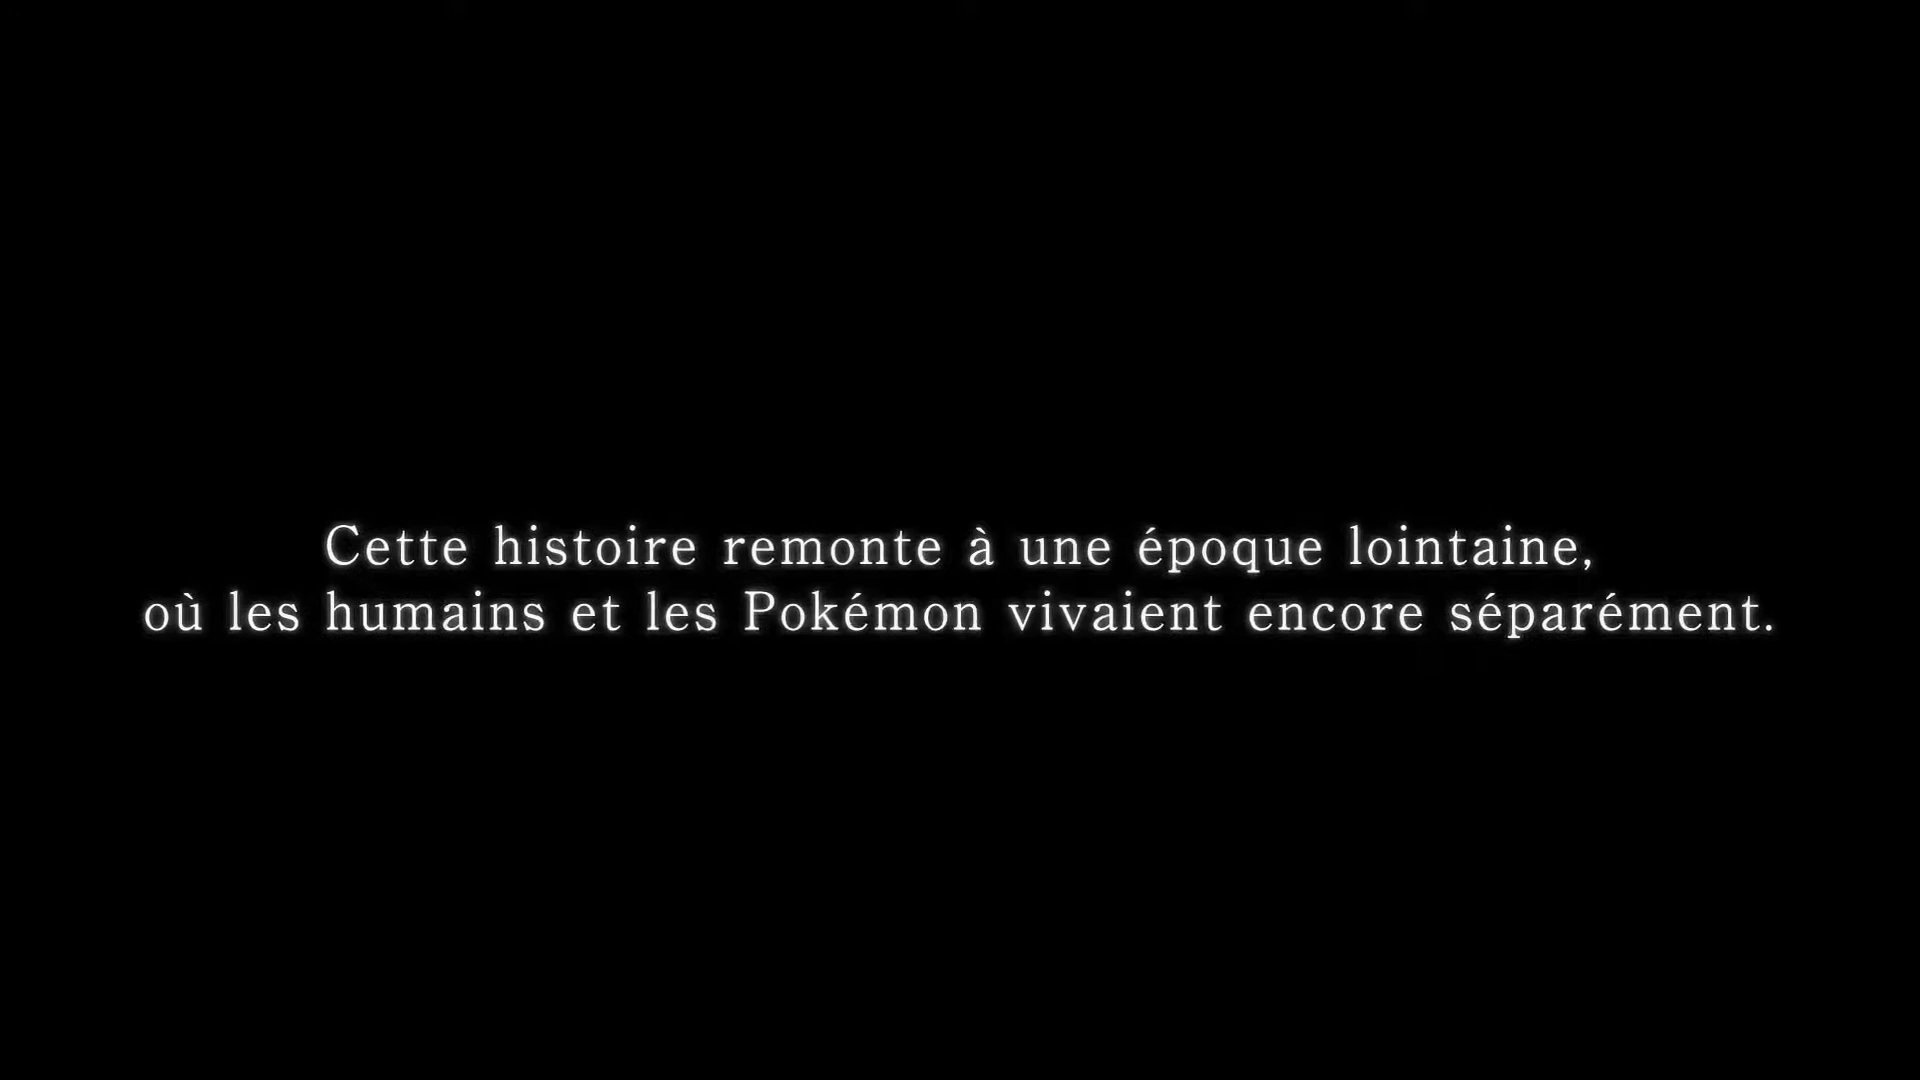 Cette histoire remonte à une époque lointaine,
où les humains et les Pokémon vivaient encore séparément.